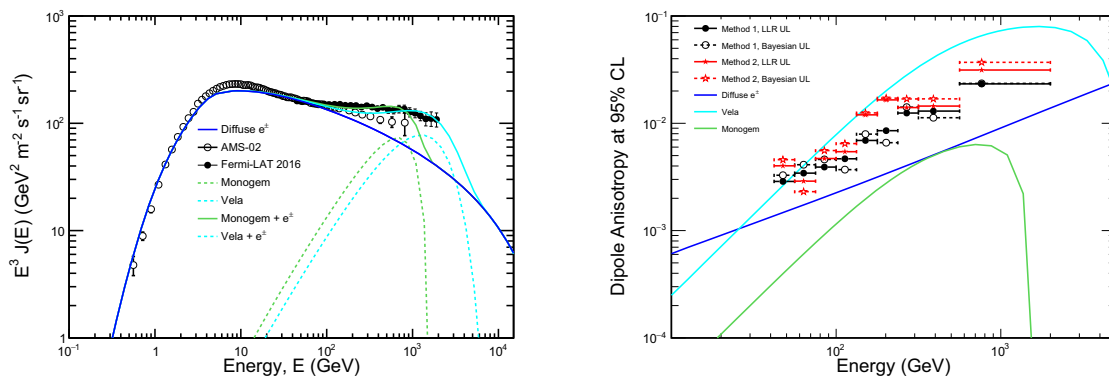 E³ J(E) (GeV² m⁻² s⁻¹ sr⁻¹)
10³
10²
10
1
Diffuse e±
AMS-02
Fermi-LAT 2016
Monogem
Vela
Monogem + e±
Vela + e±
10⁻¹ 1 10 10² 10³ 10⁴
Energy, E (GeV)
Dipole Anisotropy at 95% CL
10⁻¹
10⁻²
10⁻³
10⁻⁴
Method 1, LLR UL
Method 1, Bayesian UL
Method 2, LLR UL
Method 2, Bayesian UL
Diffuse e±
Vela
Monogem
10² 10³
Energy (GeV)